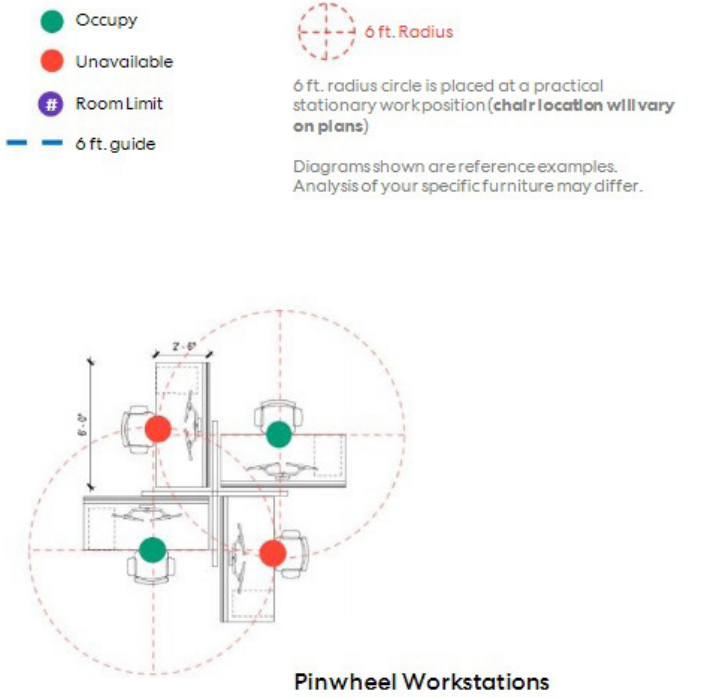 Occupy
Unavailable
# Room Limit
6 ft. guide
6 ft. Radius
6 ft. radius circle is placed at a practical
stationary work position (chair location will vary
on plans)
Diagrams shown are reference examples.
Analysis of your specific furniture may differ.
2'-6"
6'-0"
Pinwheel Workstations